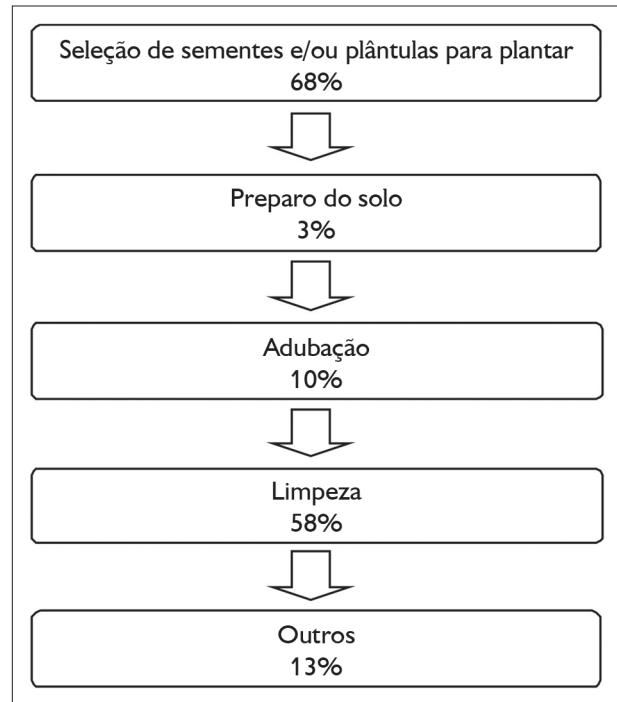 Seleção de sementes e/ou plântulas para plantar
68%
Preparo do solo
3%
Adubação
10%
Limpeza
58%
Outros
13%